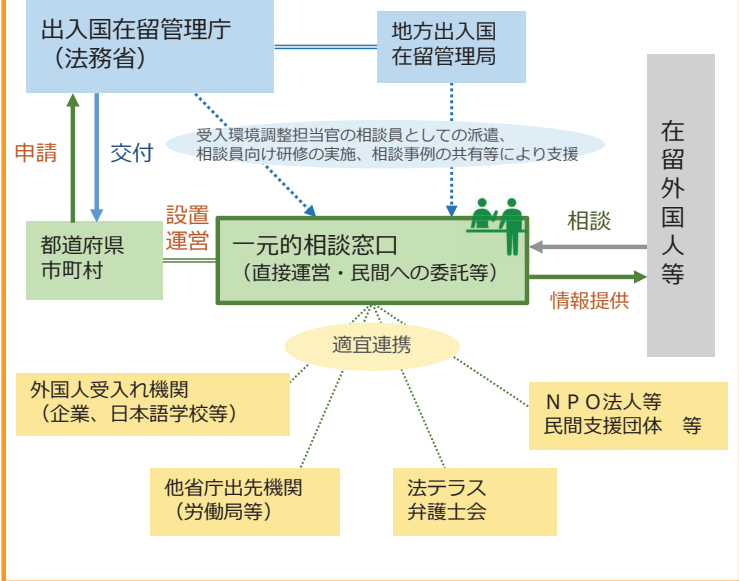 出入国在留管理庁
（法務省）
地方出入国
在留管理局
申請
交付
受入環境調整担当官の相談員としての派遣、
相談員向け研修の実施、相談事例の共有等により支援
在留外国人等
都道府県
市町村
設置
運営
一元的相談窓口
（直接運営・民間への委託等）
相談
情報提供
適宜連携
外国人受入れ機関
（企業、日本語学校等）
ＮＰＯ法人等
民間支援団体　等
他省庁出先機関
（労働局等）
法テラス
弁護士会